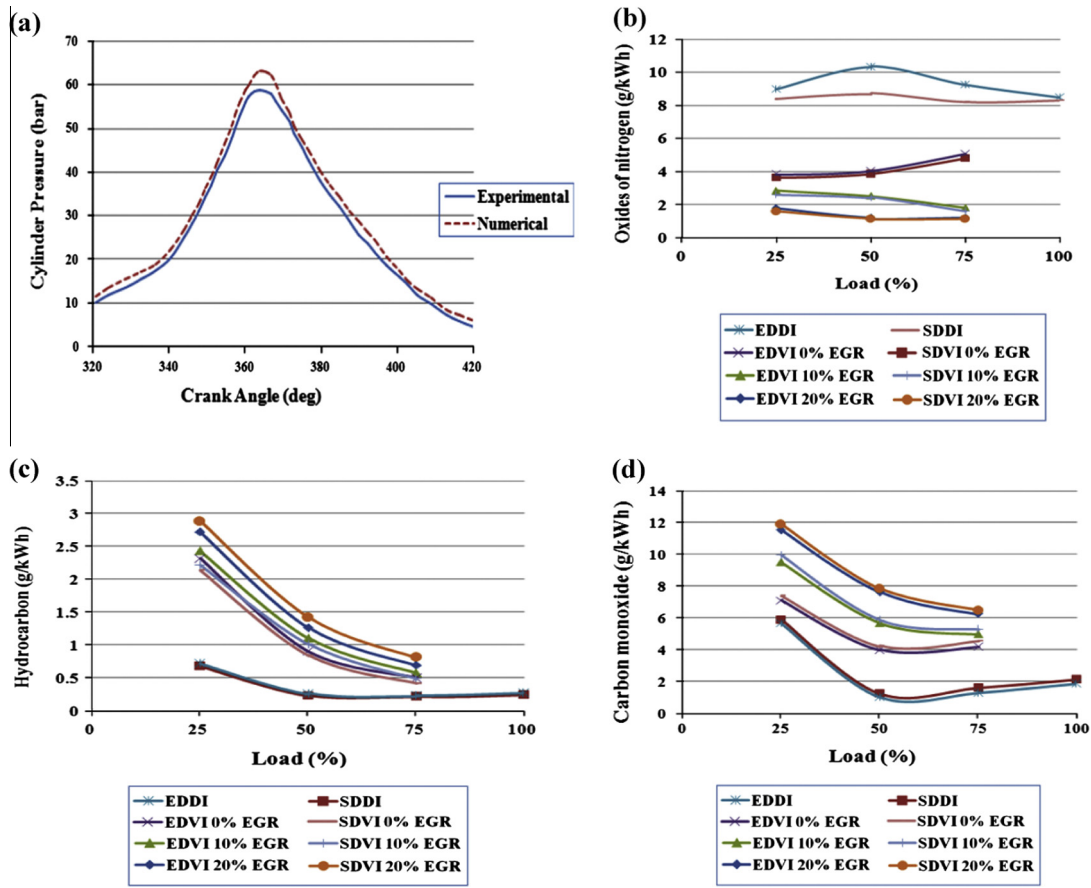 (a)
70
60
50
40
30
20
10
0
320
340
360
380
400
420
Cylinder Pressure (bar)
Crank Angle (deg)
Experimental
Numerical
(b)
12
10
8
6
4
2
0
0
25
50
75
100
Oxides of nitrogen (g/kWh)
Load (%)
EDDI
SDDI
EDVI 0% EGR
SDVI 0% EGR
EDVI 10% EGR
SDVI 10% EGR
EDVI 20% EGR
SDVI 20% EGR
(c)
3.5
3
2.5
2
1.5
1
0.5
0
0
25
50
75
100
Hydrocarbon (g/kWh)
Load (%)
EDDI
SDDI
EDVI 0% EGR
SDVI 0% EGR
EDVI 10% EGR
SDVI 10% EGR
EDVI 20% EGR
SDVI 20% EGR
(d)
14
12
10
8
6
4
2
0
0
25
50
75
100
Carbon monoxide (g/kWh)
Load (%)
EDDI
SDDI
EDVI 0% EGR
SDVI 0% EGR
EDVI 10% EGR
SDVI 10% EGR
EDVI 20% EGR
SDVI 20% EGR